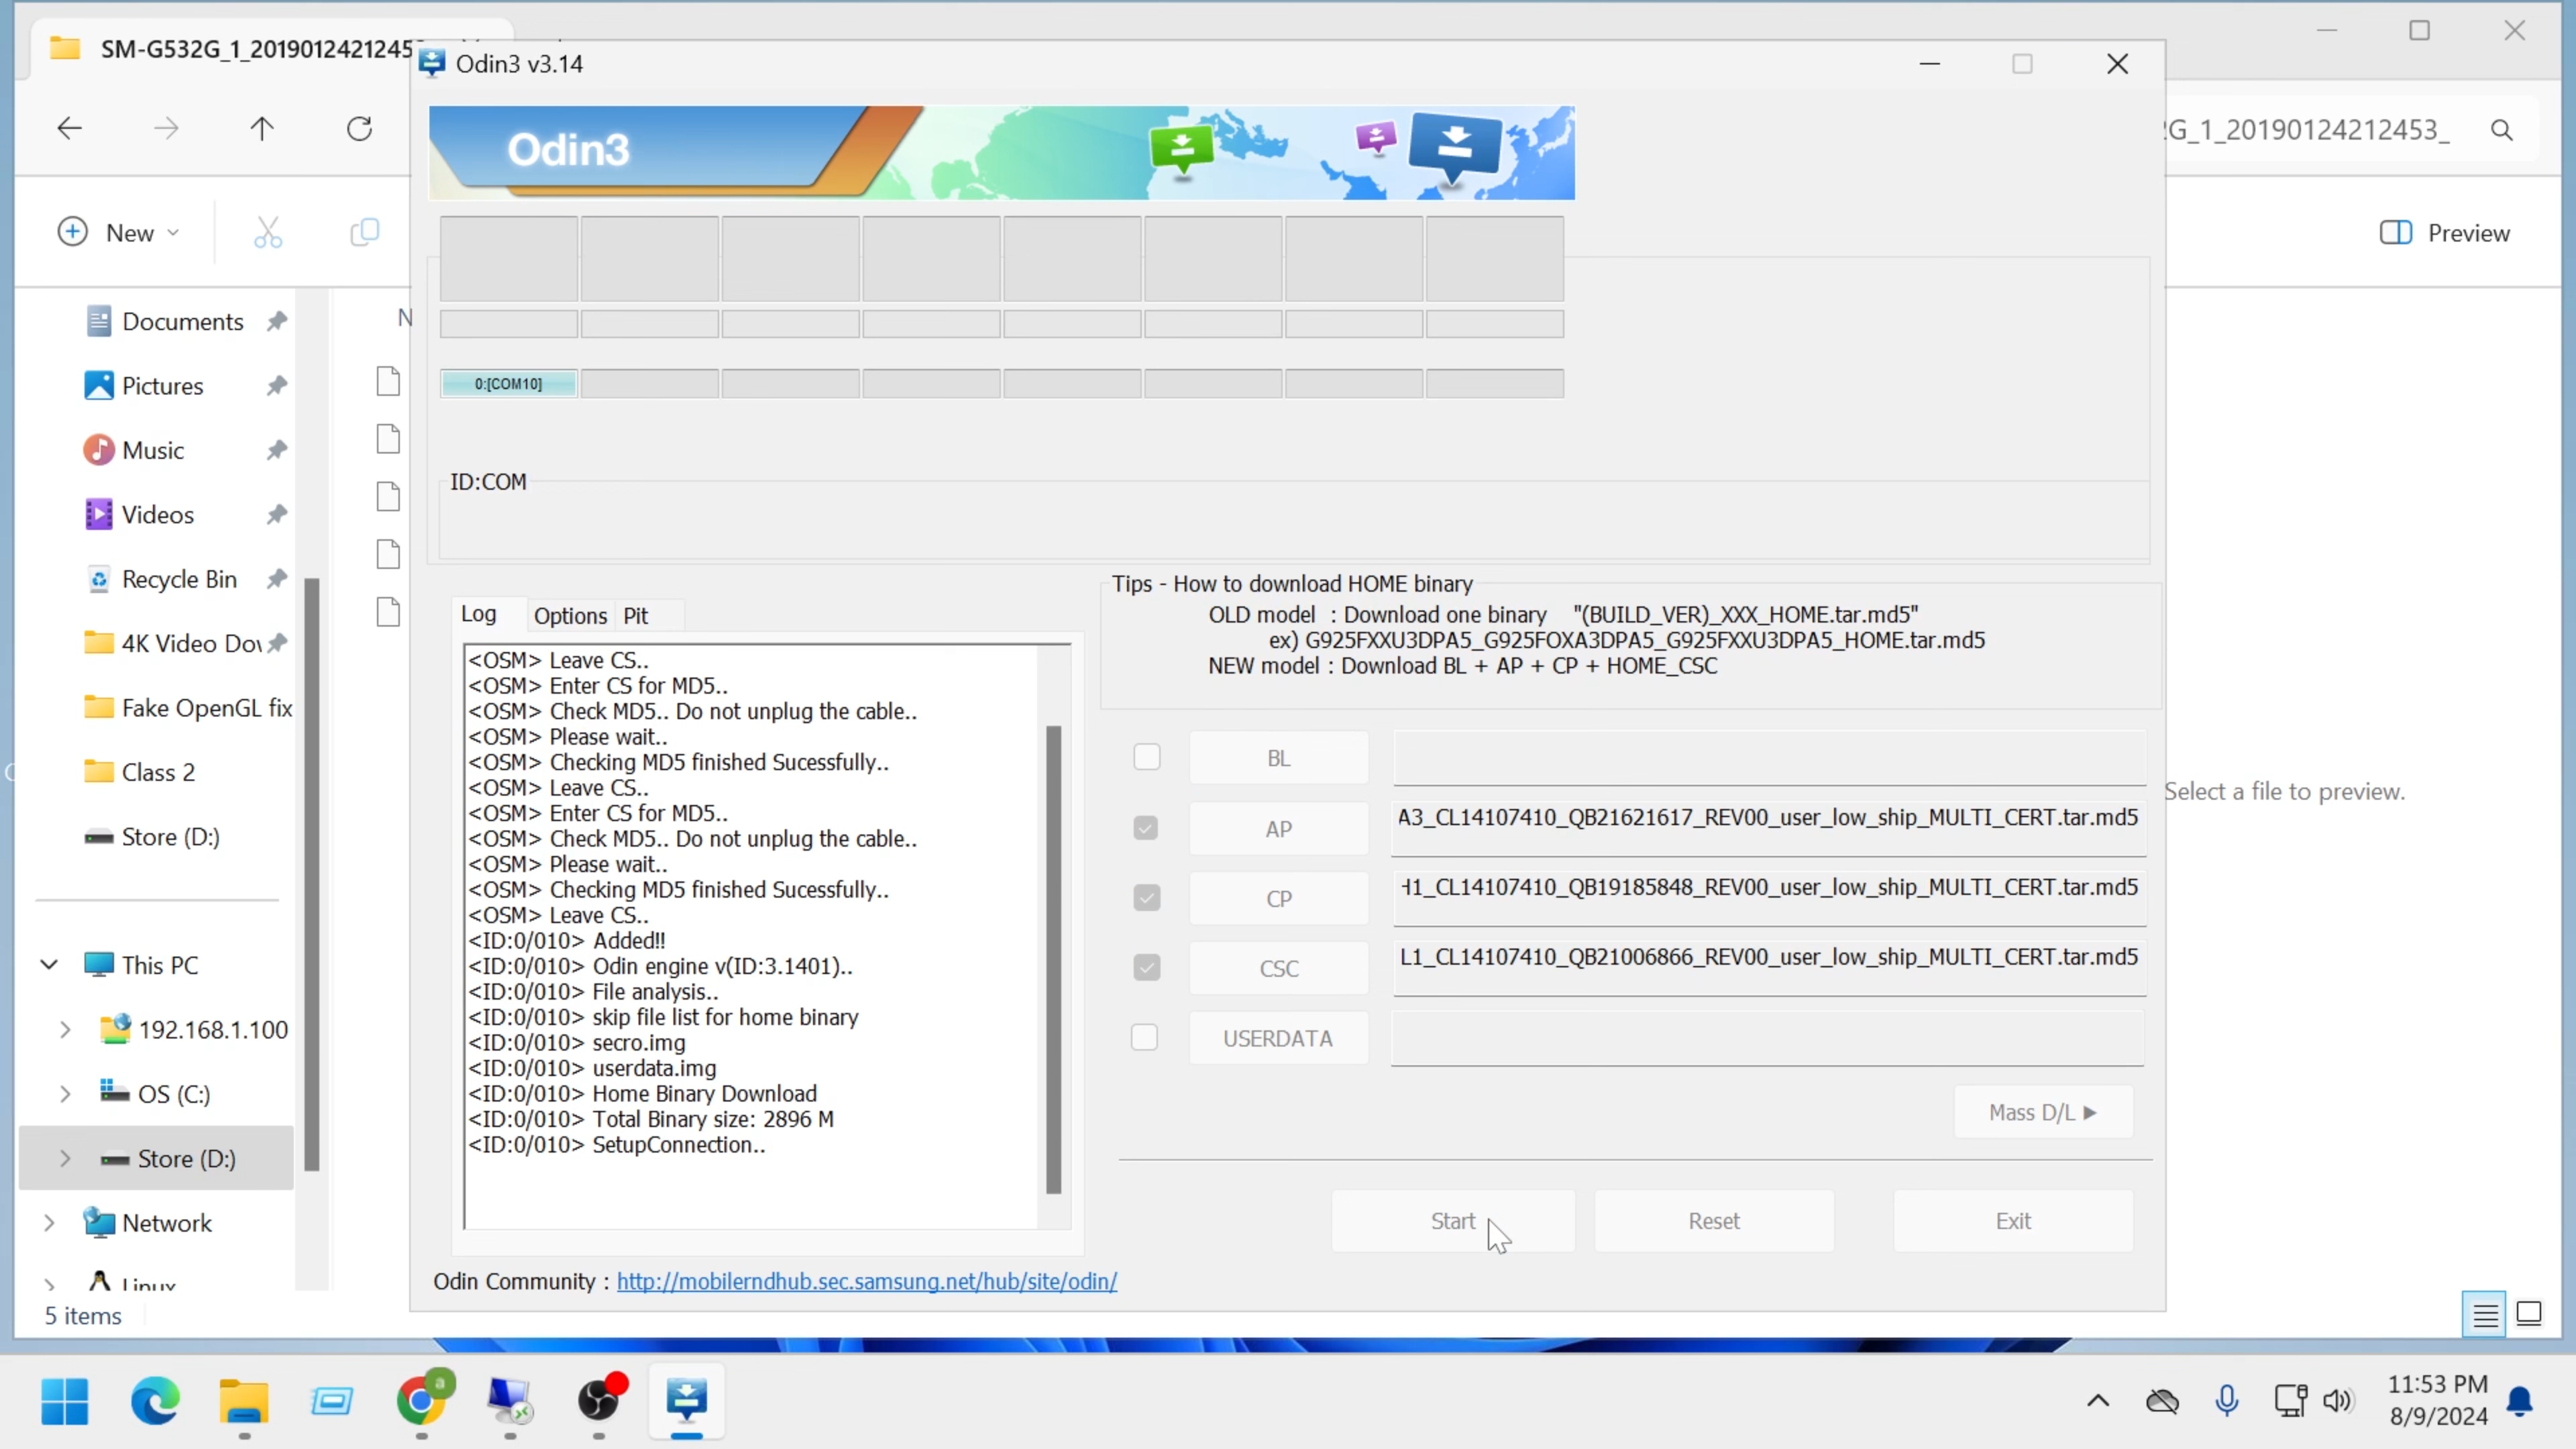 SM-G532G_1_20190124212453_
Odin3 v3.14
G_1_20190124212453_
Odin3
New
Preview
Documents
Pictures
Music
Videos
Recycle Bin
4K Video Dov
Fake OpenGL fix
Class 2
Store (D:)
This PC
192.168.1.100
OS (C:)
Store (D:)
Network
Linux
5 items
N
0:[COM10]
ID:COM
Log
Options
Pit
<OSM> Leave CS..
<OSM> Enter CS for MD5..
<OSM> Check MD5.. Do not unplug the cable..
<OSM> Please wait..
<OSM> Checking MD5 finished Sucessfully..
<OSM> Leave CS..
<OSM> Enter CS for MD5..
<OSM> Check MD5.. Do not unplug the cable..
<OSM> Please wait..
<OSM> Checking MD5 finished Sucessfully..
<OSM> Leave CS..
<ID:0/010> Added!!
<ID:0/010> Odin engine v(ID:3.1401)..
<ID:0/010> File analysis..
<ID:0/010> skip file list for home binary
<ID:0/010> secro.img
<ID:0/010> userdata.img
<ID:0/010> Home Binary Download
<ID:0/010> Total Binary size: 2896 M
<ID:0/010> SetupConnection..
Tips - How to download HOME binary
OLD model : Download one binary "(BUILD_VER)_XXX_HOME.tar.md5"
ex) G925FXXU3DPA5_G925FOXA3DPA5_G925FXXU3DPA5_HOME.tar.md5
NEW model : Download BL + AP + CP + HOME_CSC
BL
AP A3_CL14107410_QB21621617_REV00_user_low_ship_MULTI_CERT.tar.md5
CP H1_CL14107410_QB19185848_REV00_user_low_ship_MULTI_CERT.tar.md5
CSC L1_CL14107410_QB21006866_REV00_user_low_ship_MULTI_CERT.tar.md5
USERDATA
Mass D/L ▶
Start
Reset
Exit
Odin Community : http://mobilerndhub.sec.samsung.net/hub/site/odin/
Select a file to preview.
a
11:53 PM
8/9/2024